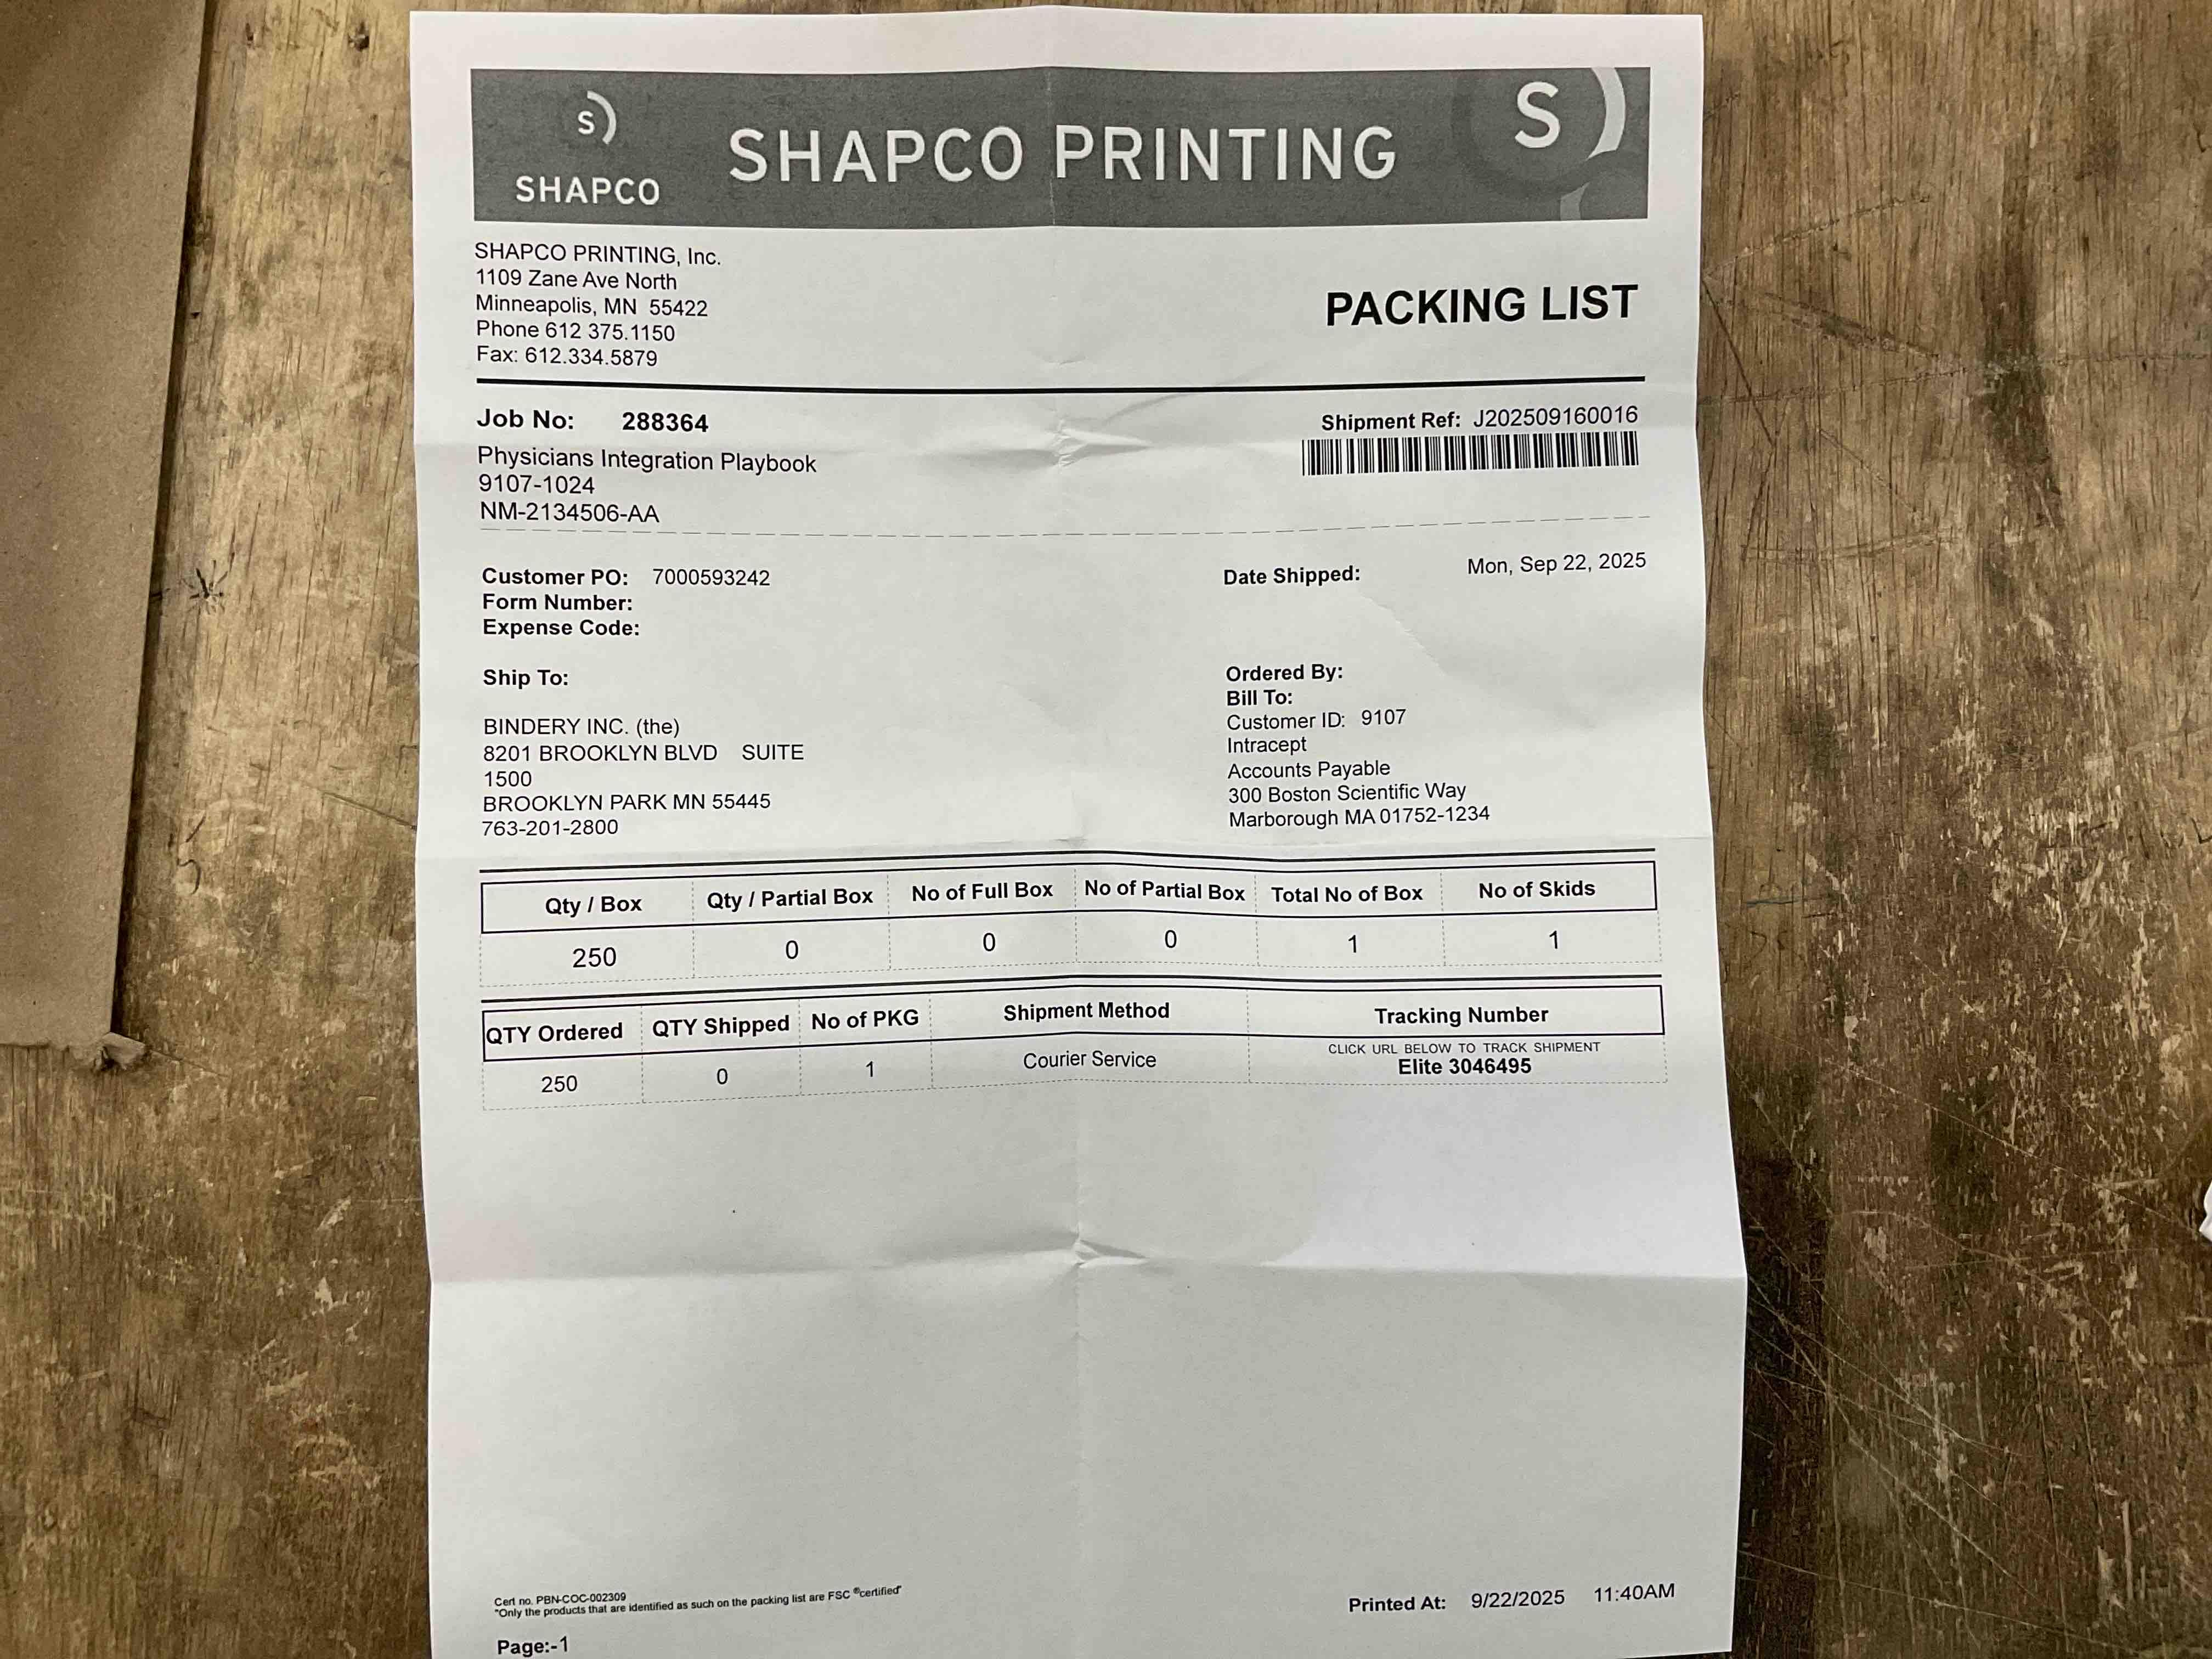 S)
SHAPCO
SHAPCO PRINTING
S)
SHAPCO PRINTING, Inc.
1109 Zane Ave North
Minneapolis, MN 55422
Phone 612 375.1150
Fax: 612.334.5879
PACKING LIST
Job No: 288364
Physicians Integration Playbook
9107-1024
NM-2134506-AA
Shipment Ref: J202509160016
Customer PO: 7000593242
Form Number:
Expense Code:
Date Shipped: Mon, Sep 22, 2025
Ship To:
BINDERY INC. (the)
8201 BROOKLYN BLVD SUITE
1500
BROOKLYN PARK MN 55445
763-201-2800
Ordered By:
Bill To:
Customer ID: 9107
Intracept
Accounts Payable
300 Boston Scientific Way
Marborough MA 01752-1234
Qty / Box Qty / Partial Box No of Full Box No of Partial Box Total No of Box No of Skids
250 0 0 0 1 1
QTY Ordered QTY Shipped No of PKG Shipment Method Tracking Number
250 0 1 Courier Service CLICK URL BELOW TO TRACK SHIPMENT
Elite 3046495
Cert no. PBN-COC-002309
"Only the products that are identified as such on the packing list are FSC ®certified"
Page:-1
Printed At: 9/22/2025 11:40AM